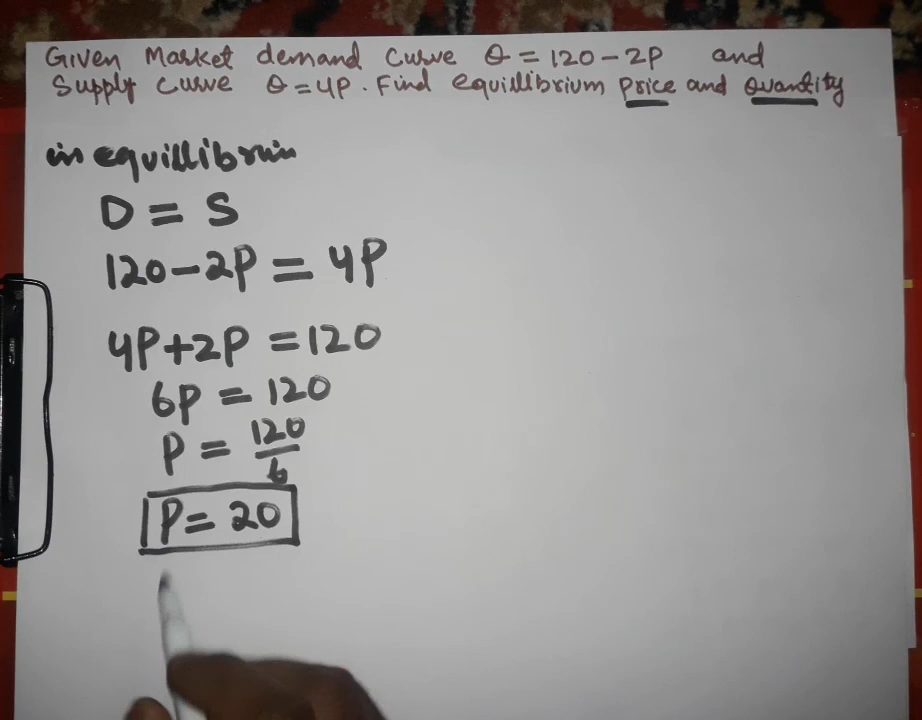 Given Market demand curve Q = 120 - 2P and
Supply curve Q = 4P. Find equillibrium price and Quantity
in equillibrium
D = S
120 - 2P = 4P
4P + 2P = 120
6P = 120
P = 120/6
P = 20